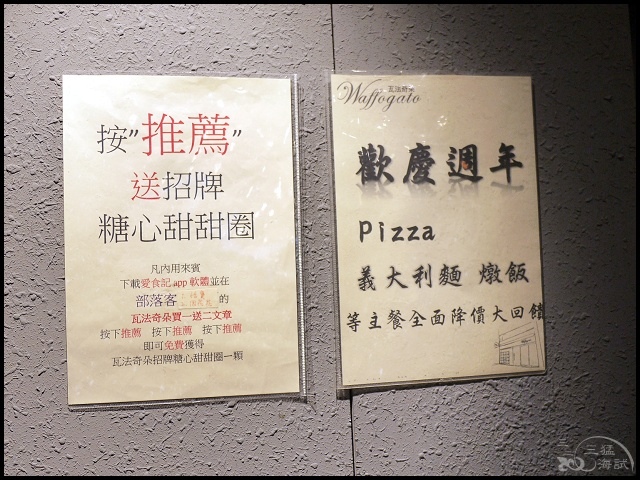 按"推薦"
送招牌
糖心甜甜圈
凡內用來賓
下載愛食記app軟體並在
部落客 的
瓦法奇朵買一送二文章
按下推薦 按下推薦 按下推薦
即可免費獲得
瓦法奇朵招牌糖心甜甜圈一顆
瓦法奇朵
Waffogato
歡慶週年
Pizza
義大利麵 燉飯
等主餐全面降價大回饋
三猛
海試